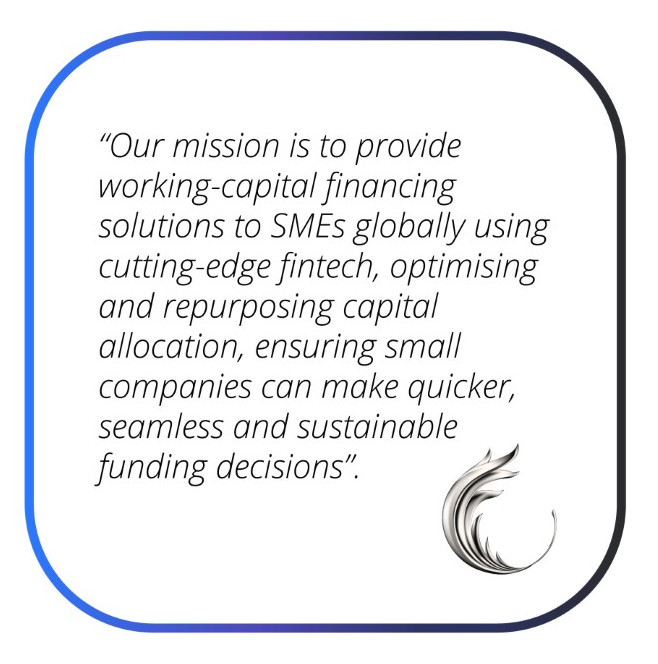 “Our mission is to provide
working-capital financing
solutions to SMEs globally using
cutting-edge fintech, optimising
and repurposing capital
allocation, ensuring small
companies can make quicker,
seamless and sustainable
funding decisions”.